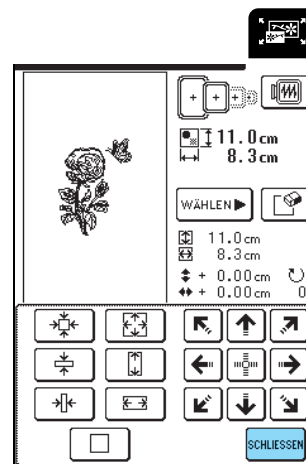 11.0cm
8.3cm
WÄHLEN
11.0cm
8.3cm
+ 0.00cm
+ 0.00cm 0
SCHLIESSEN